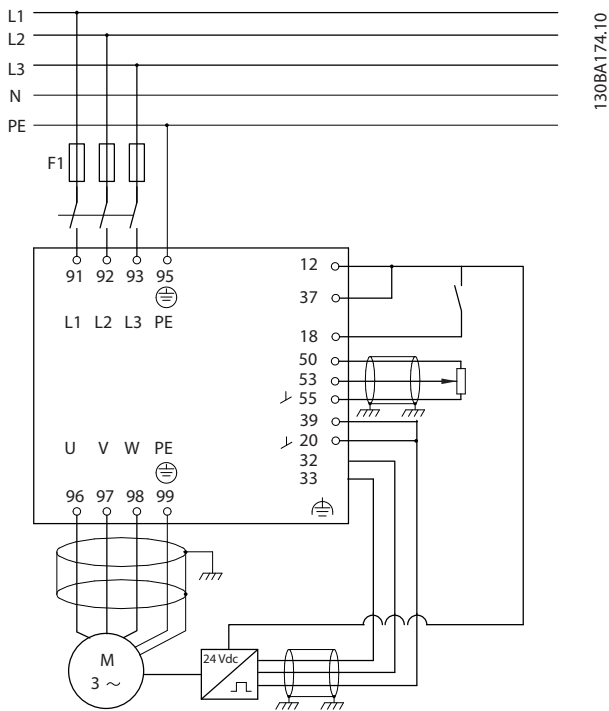 L1
L2
L3
N
PE
130BA174.10
F1
91 92 93 95
L1 L2 L3 PE
12
37
18
50
53
55
39
20
32
33
U V W PE
96 97 98 99
M
3 ~
24 Vdc